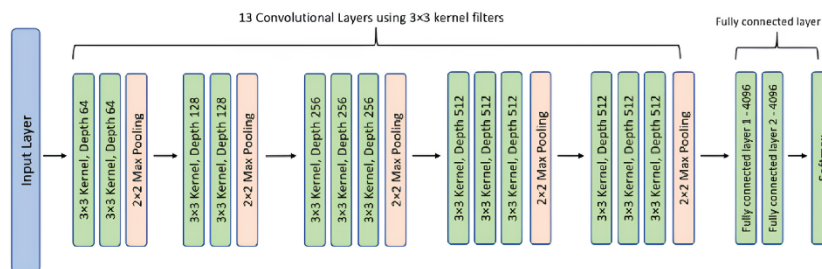 13 Convolutional Layers using 3×3 kernel filters
Fully connected layer
Input Layer
3×3 Kernel, Depth 64
3×3 Kernel, Depth 64
2×2 Max Pooling
3×3 Kernel, Depth 128
3×3 Kernel, Depth 128
2×2 Max Pooling
3×3 Kernel, Depth 256
3×3 Kernel, Depth 256
3×3 Kernel, Depth 256
2×2 Max Pooling
3×3 Kernel, Depth 512
3×3 Kernel, Depth 512
3×3 Kernel, Depth 512
2×2 Max Pooling
3×3 Kernel, Depth 512
3×3 Kernel, Depth 512
3×3 Kernel, Depth 512
2×2 Max Pooling
Fully connected layer 1 - 4096
Fully connected layer 2 - 4096